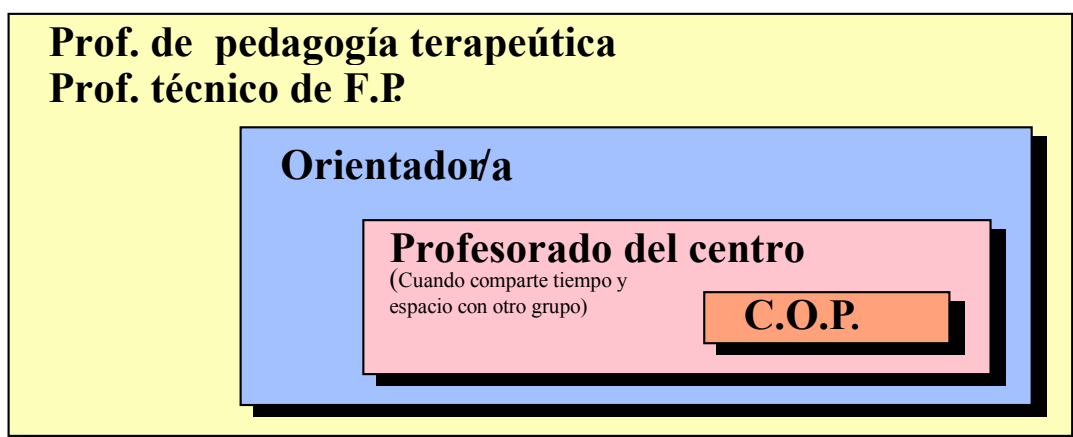 Prof. de pedagogía terapeútica
Prof. técnico de F.P.
Orientador/a
Profesorado del centro
(Cuando comparte tiempo y
espacio con otro grupo)
C.O.P.